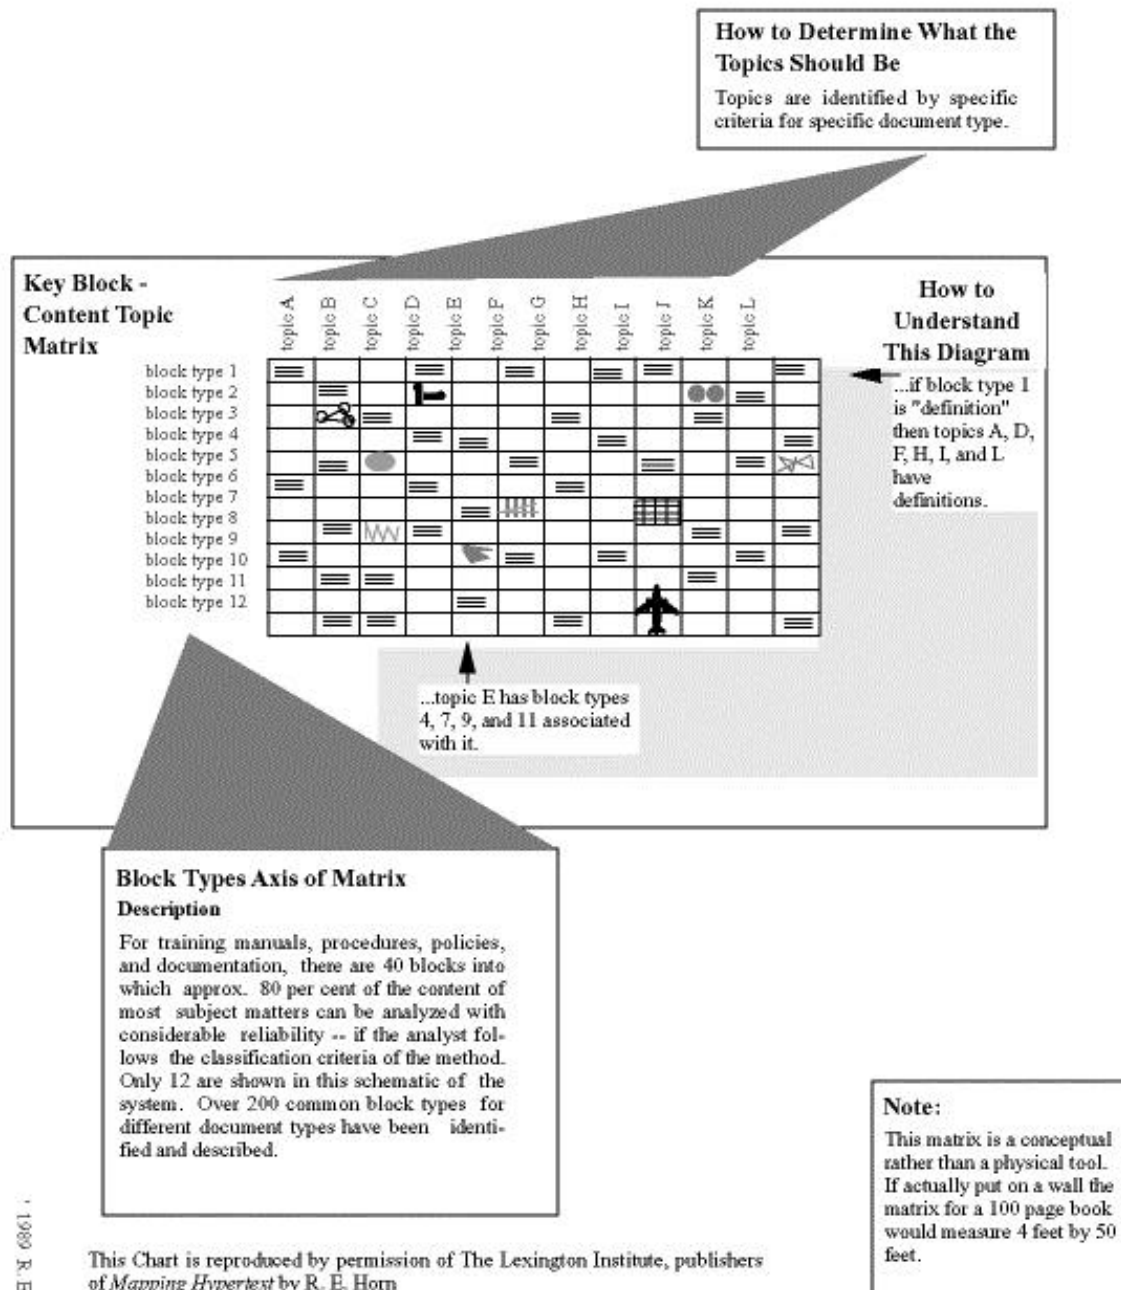 How to Determine What the
Topics Should Be
Topics are identified by specific
criteria for specific document type.
Key Block -
Content Topic
Matrix
topic A
topic B
topic C
topic D
topic E
topic F
topic G
topic H
topic I
topic J
topic K
topic L
How to
Understand
This Diagram
block type 1
block type 2
block type 3
block type 4
block type 5
block type 6
block type 7
block type 8
block type 9
block type 10
block type 11
block type 12
...if block type 1
is "definition"
then topics A, D,
F, H, I, and L
have
definitions.
...topic E has block types
4, 7, 9, and 11 associated
with it.
Block Types Axis of Matrix
Description
For training manuals, procedures, policies,
and documentation, there are 40 blocks into
which approx. 80 per cent of the content of
most subject matters can be analyzed with
considerable reliability -- if the analyst fol-
lows the classification criteria of the method.
Only 12 are shown in this schematic of the
system. Over 200 common block types for
different document types have been identi-
fied and described.
Note:
This matrix is a conceptual
rather than a physical tool.
If actually put on a wall the
matrix for a 100 page book
would measure 4 feet by 50
feet.
' 1989 R.E
This Chart is reproduced by permission of The Lexington Institute, publishers
of Mapping Hypertext by R. E. Horn